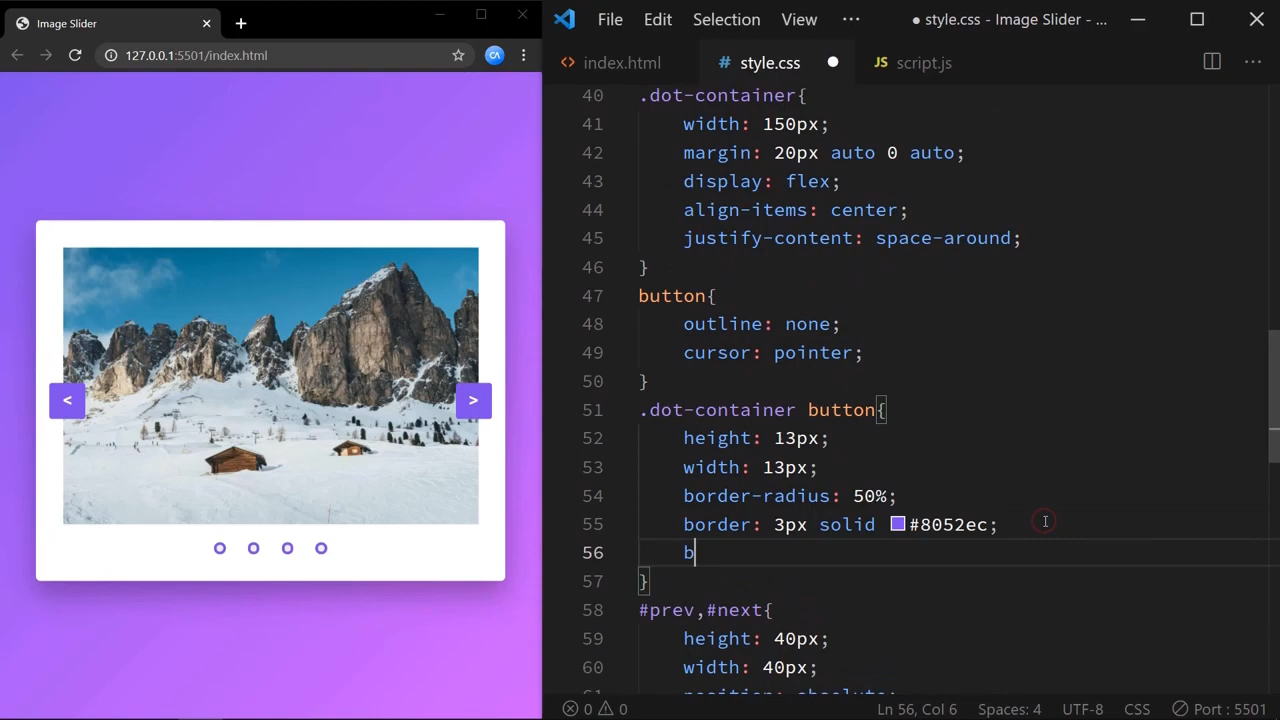 Image Slider
127.0.0.1:5501/index.html
CA
<
>
File Edit Selection View ···
● style.css - Image Slider - ...
<> index.html
# style.css
JS script.js
···
40 .dot-container{
41 width: 150px;
42 margin: 20px auto 0 auto;
43 display: flex;
44 align-items: center;
45 justify-content: space-around;
46 }
47 button{
48 outline: none;
49 cursor: pointer;
50 }
51 .dot-container button{
52 height: 13px;
53 width: 13px;
54 border-radius: 50%;
55 border: 3px solid #8052ec;
56 b
57 }
58 #prev,#next{
59 height: 40px;
60 width: 40px;
61 position: absolute;
0 0 Ln 56, Col 6 Spaces: 4 UTF-8 CSS Port : 5501